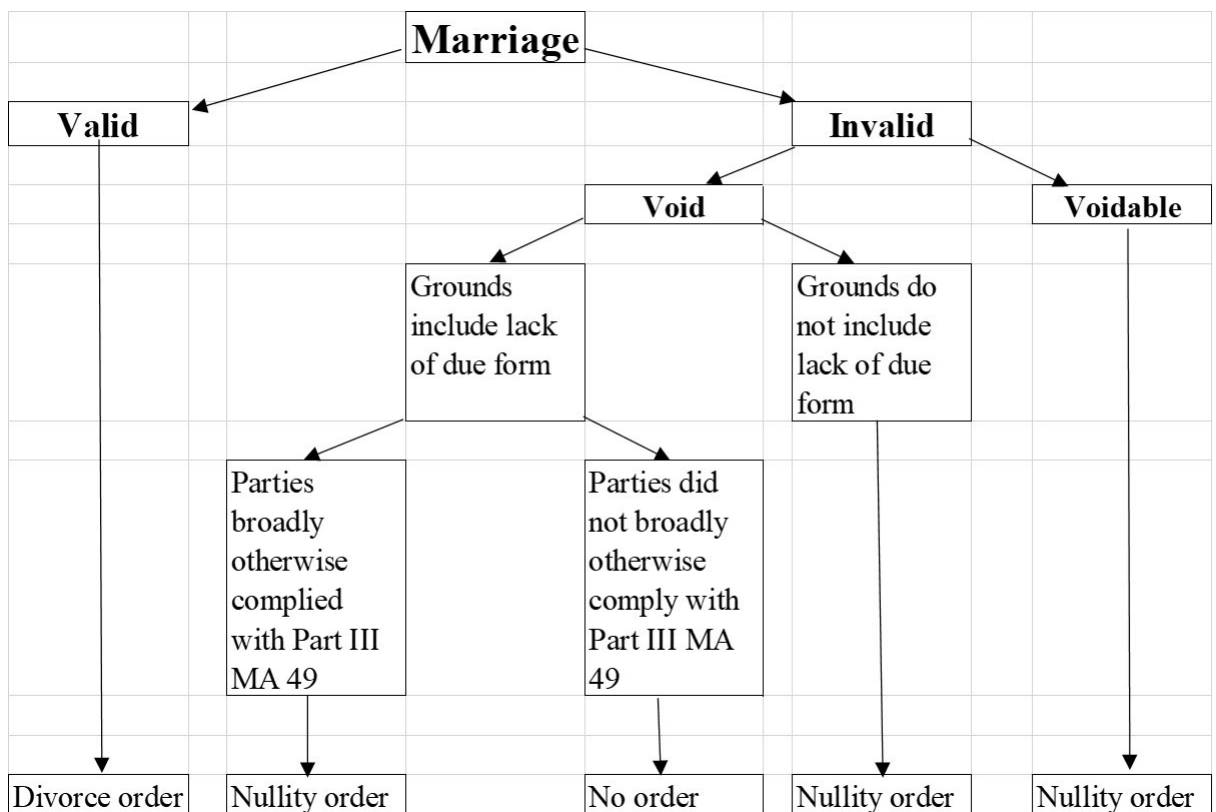 Marriage
Valid
Invalid
Void
Voidable
Grounds
include lack
of due form
Grounds do
not include
lack of due
form
Parties
broadly
otherwise
complied
with Part III
MA 49
Parties did
not broadly
otherwise
comply with
Part III MA
49
Divorce order
Nullity order
No order
Nullity order
Nullity order